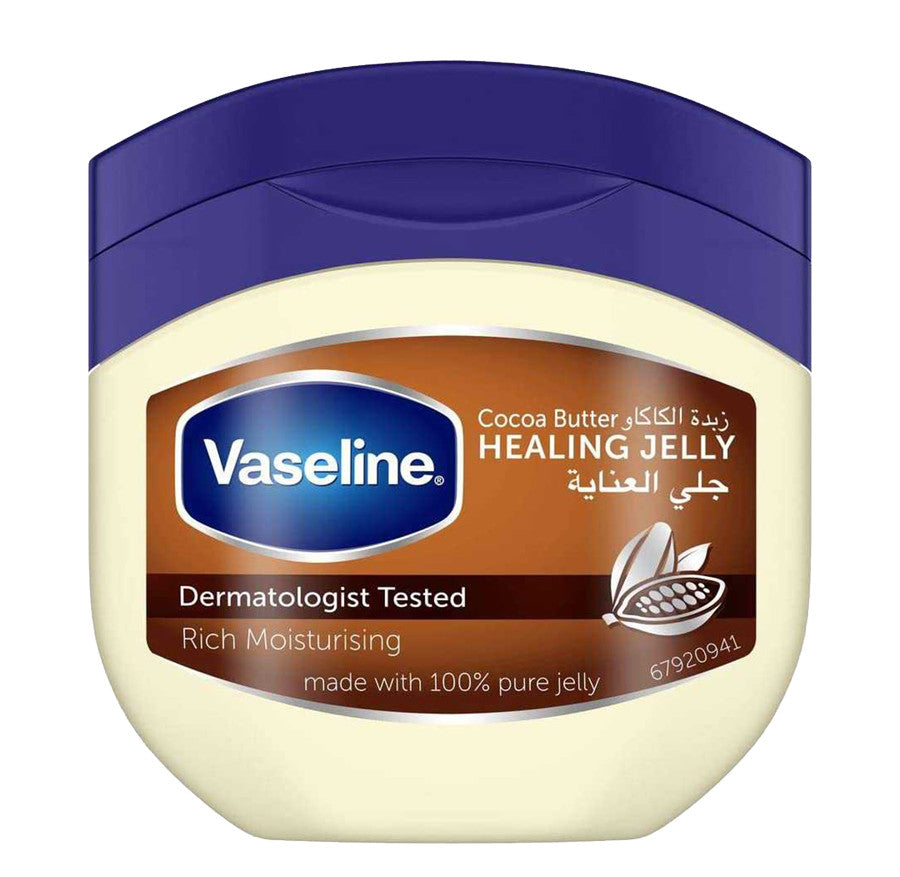 Vaseline®
Cocoa Butter زبدة الكاكاو
HEALING JELLY
جلي العناية
Dermatologist Tested
Rich Moisturising
made with 100% pure jelly
67920941